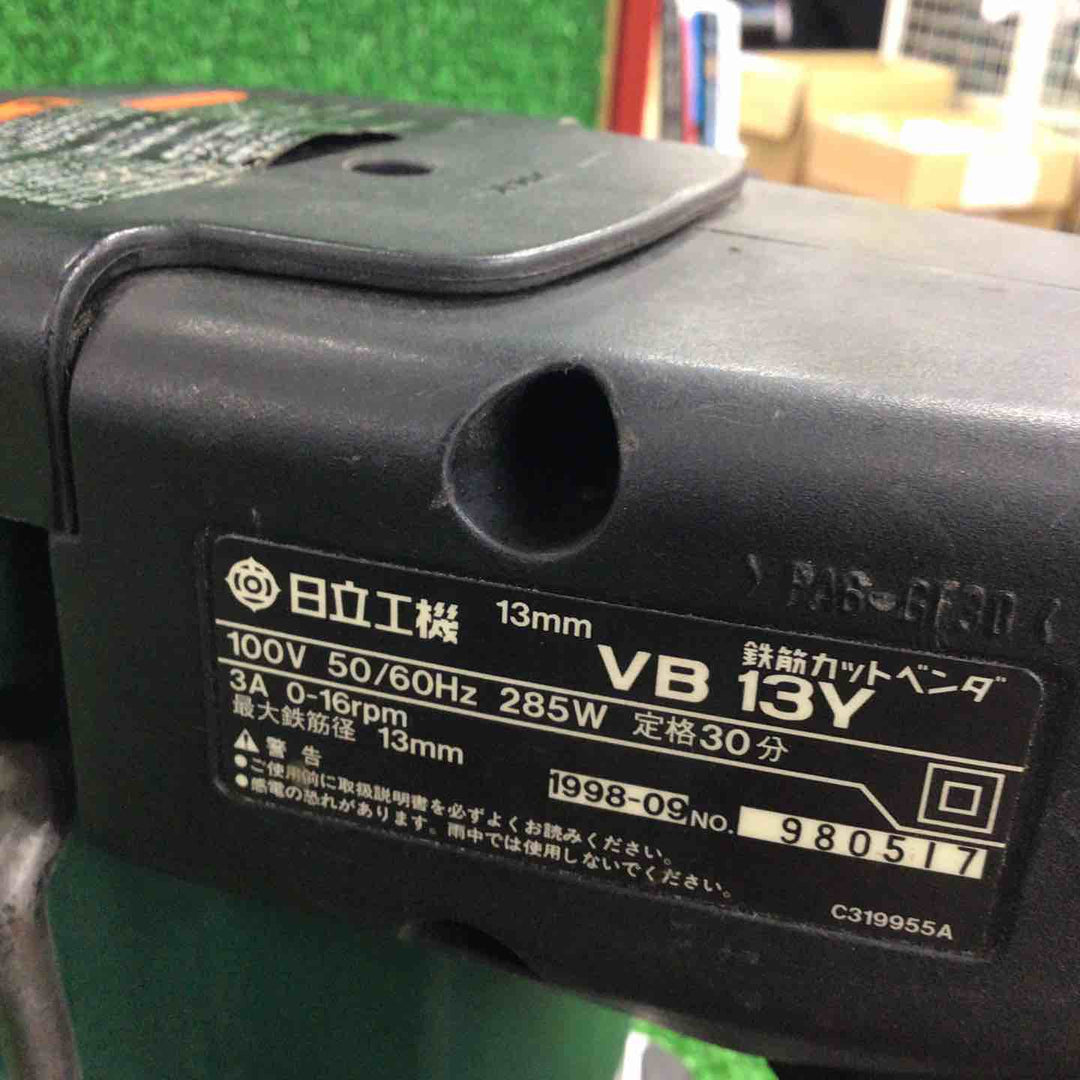 >PA6-GF30<
日立工機 13mm 鉄筋カットベンダ
VB 13Y
100V 50/60Hz 285W 定格30分
3A 0-16rpm
最大鉄筋径 13mm
警告
●ご使用前に取扱説明書を必ずよくお読みください。
●感電の恐れがあります。雨中では使用しないでください。
1998-09 NO. 980517
C319955A